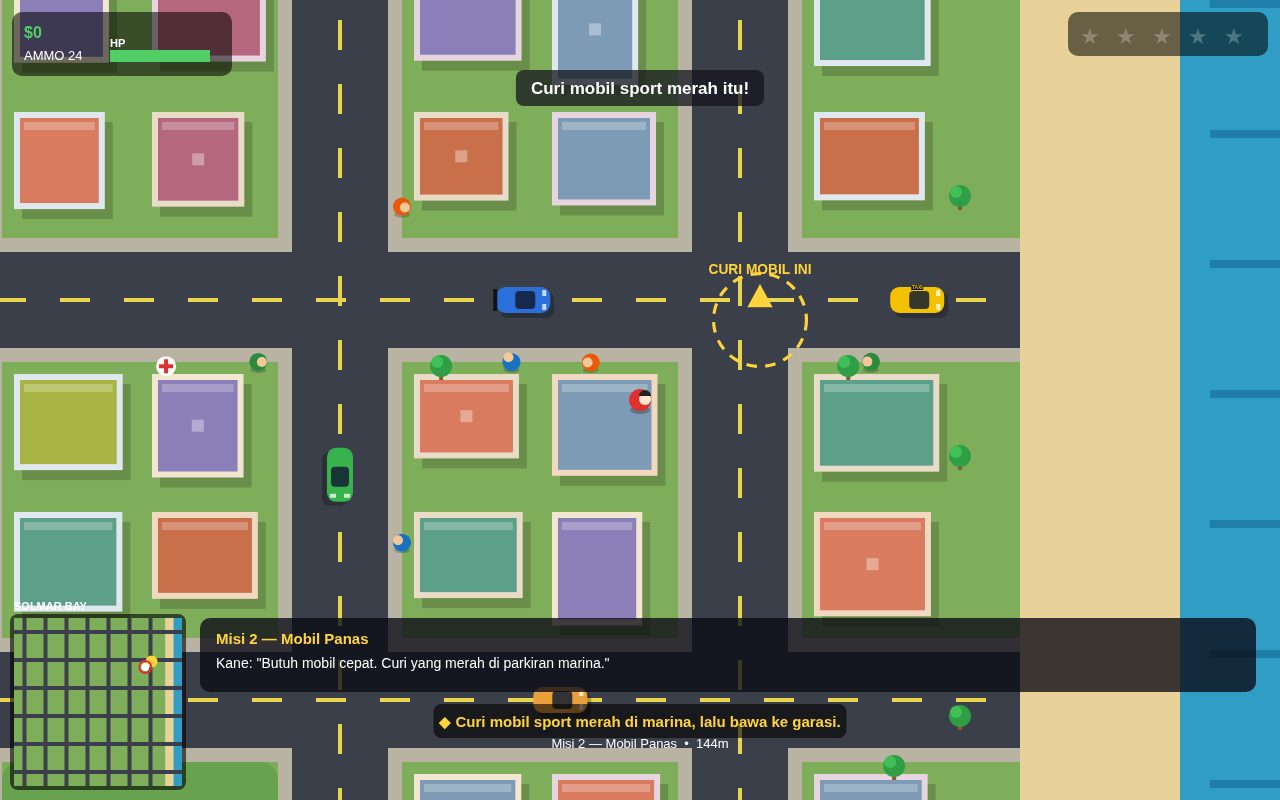 $0
AMMO 24
HP
★ ★ ★ ★ ★
Curi mobil sport merah itu!
CURI MOBIL INI
TAXI
SOLMAR BAY
Misi 2 — Mobil Panas
Kane: "Butuh mobil cepat. Curi yang merah di parkiran marina."
◆ Curi mobil sport merah di marina, lalu bawa ke garasi.
Misi 2 — Mobil Panas • 144m